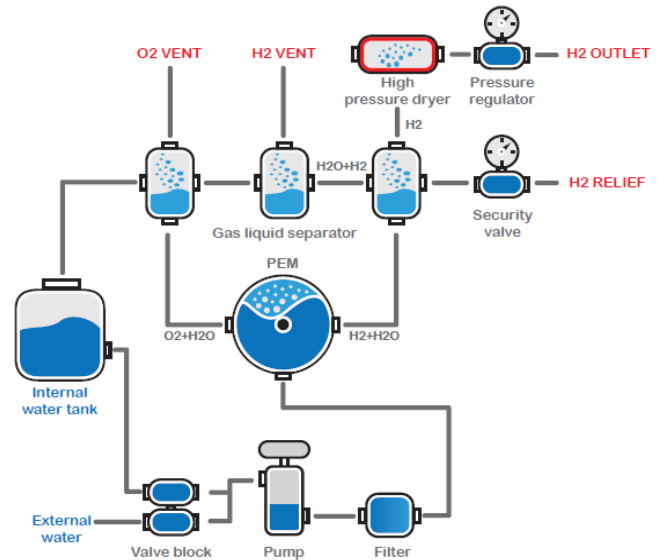 O2 VENT
H2 VENT
H2 OUTLET
High
pressure dryer
Pressure
regulator
H2
H2O+H2
H2 RELIEF
Gas liquid separator
Security
valve
PEM
O2+H2O
H2+H2O
Internal
water tank
External
water
Valve block
Pump
Filter